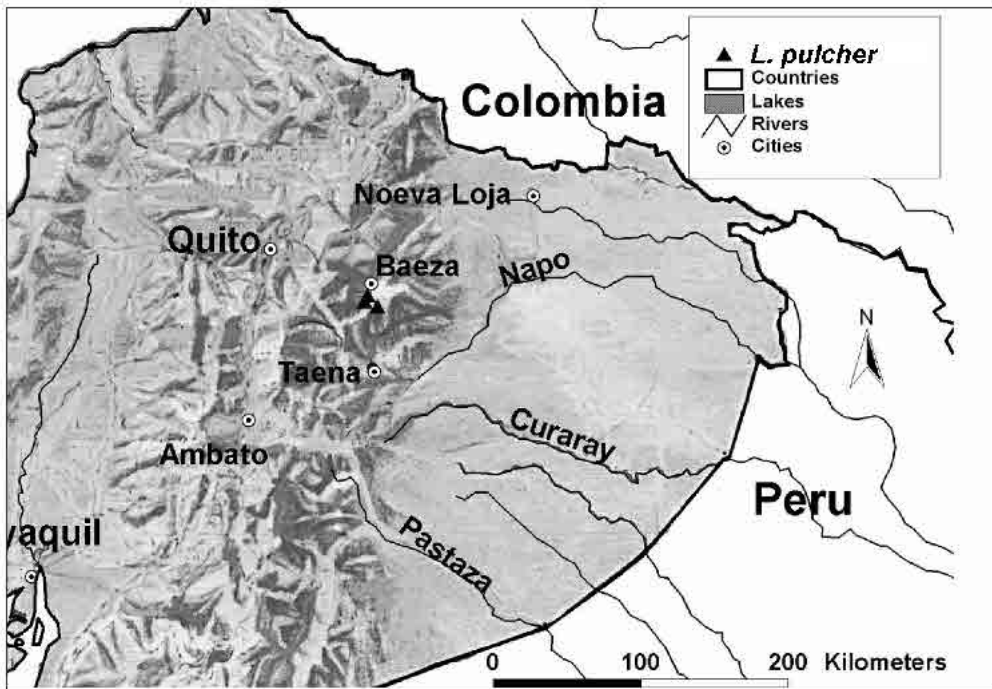 L. pulcher
Countries
Lakes
Rivers
Cities
Colombia
Noeva Loja
Quito
Baeza
Napo
N
Taena
Curaray
Ambato
Peru
yaquil
Pastaza
0 100 200 Kilometers